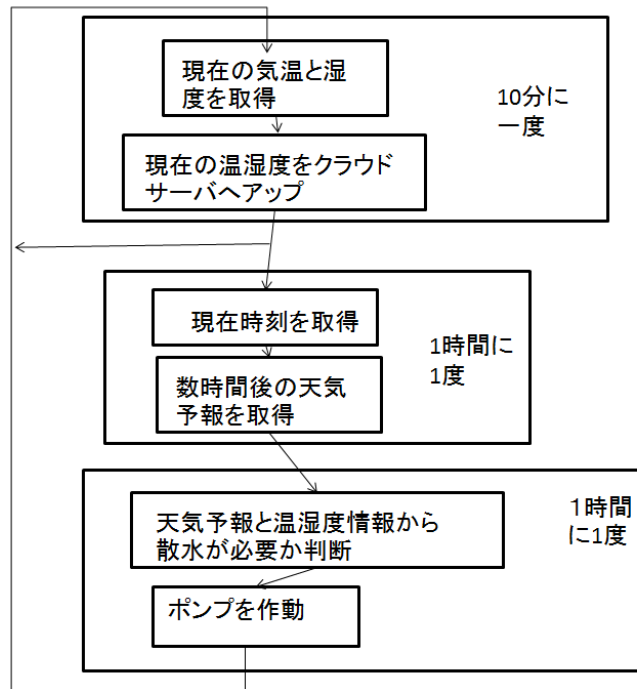 現在の気温と湿
度を取得
10分に
一度
現在の温湿度をクラウド
サーバへアップ
現在時刻を取得
1時間に
1度
数時間後の天気
予報を取得
天気予報と温湿度情報から
散水が必要か判断
１時間
に1度
ポンプを作動